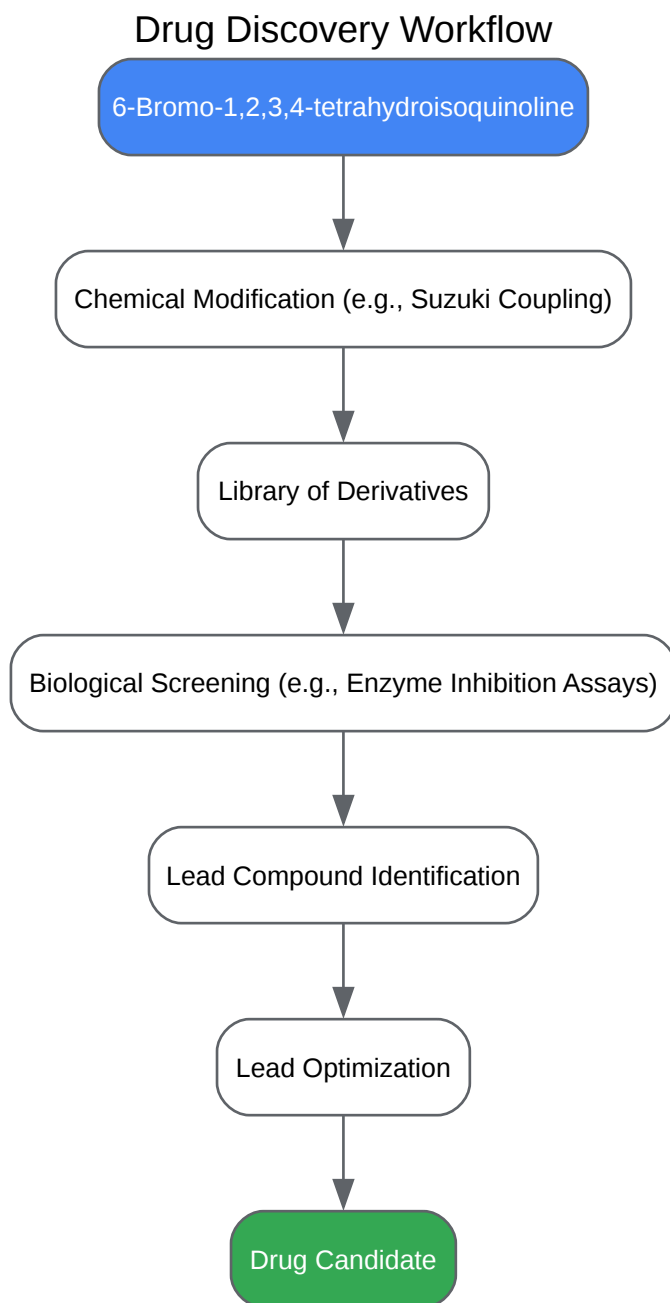 Drug Discovery Workflow
6-Bromo-1,2,3,4-tetrahydroisoquinoline
Chemical Modification (e.g., Suzuki Coupling)
Library of Derivatives
Biological Screening (e.g., Enzyme Inhibition Assays)
Lead Compound Identification
Lead Optimization
Drug Candidate